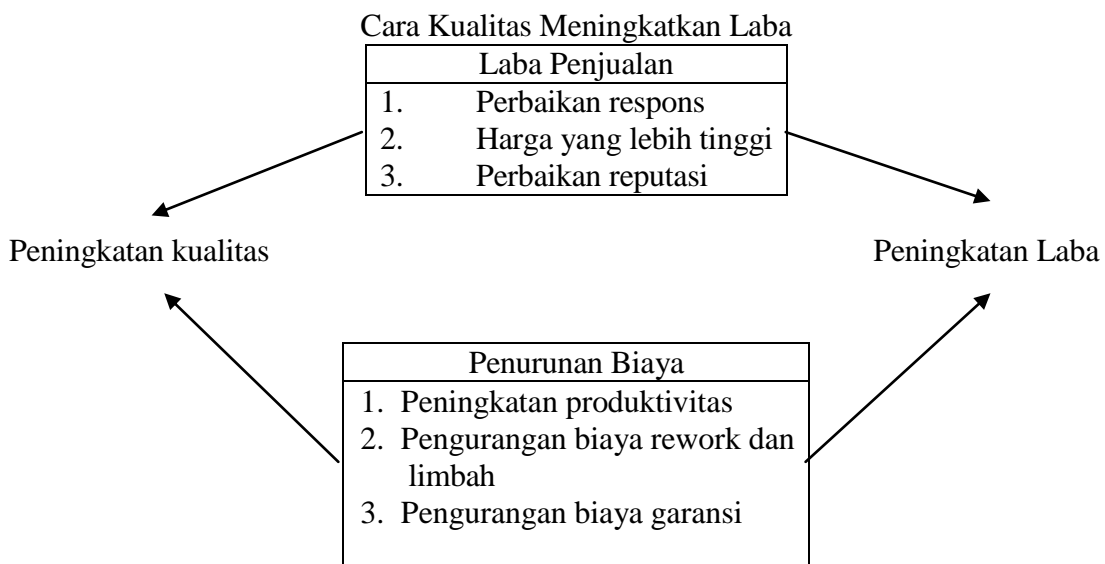 Cara Kualitas Meningkatkan Laba
Laba Penjualan
1. Perbaikan respons
2. Harga yang lebih tinggi
3. Perbaikan reputasi
Peningkatan kualitas
Peningkatan Laba
Penurunan Biaya
1. Peningkatan produktivitas
2. Pengurangan biaya rework dan
limbah
3. Pengurangan biaya garansi